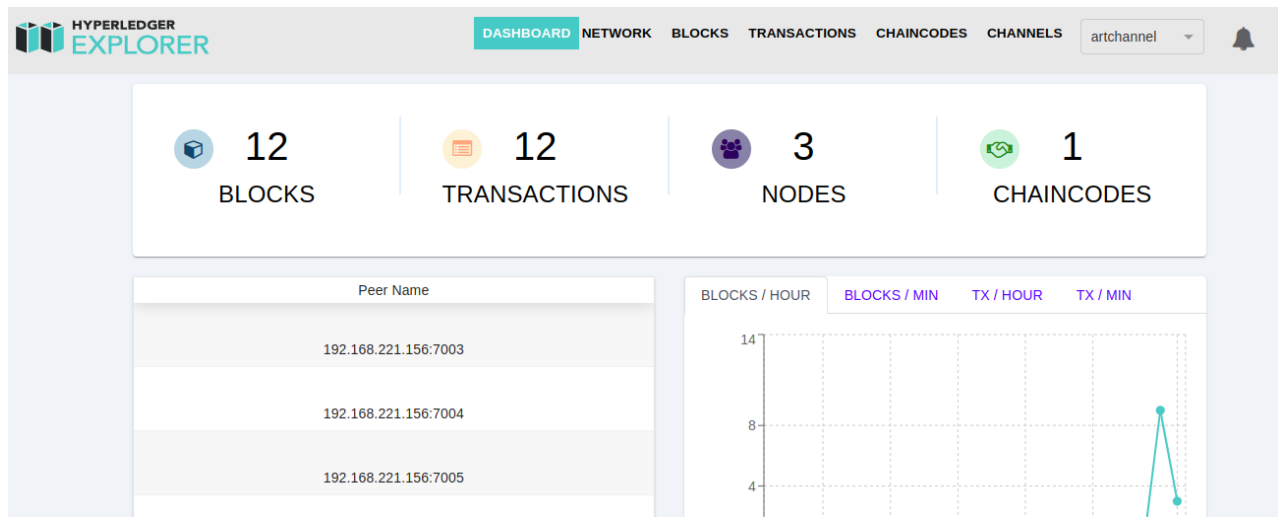 HYPERLEDGER
EXPLORER
DASHBOARD NETWORK BLOCKS TRANSACTIONS CHAINCODES CHANNELS artchannel
12 12 3 1
BLOCKS TRANSACTIONS NODES CHAINCODES
Peer Name
192.168.221.156:7003
192.168.221.156:7004
192.168.221.156:7005
BLOCKS / HOUR BLOCKS / MIN TX / HOUR TX / MIN
14
8
4